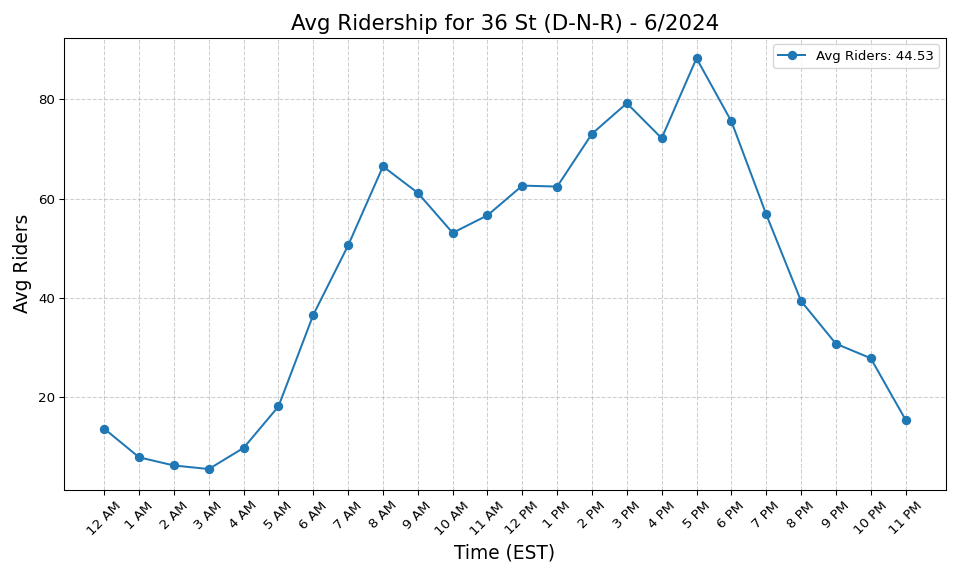 Avg Ridership for 36 St (D-N-R) - 6/2024
Avg Riders: 44.53
Avg Riders
80
60
40
20
12 AM
1 AM
2 AM
3 AM
4 AM
5 AM
6 AM
7 AM
8 AM
9 AM
10 AM
11 AM
12 PM
1 PM
2 PM
3 PM
4 PM
5 PM
6 PM
7 PM
8 PM
9 PM
10 PM
11 PM
Time (EST)